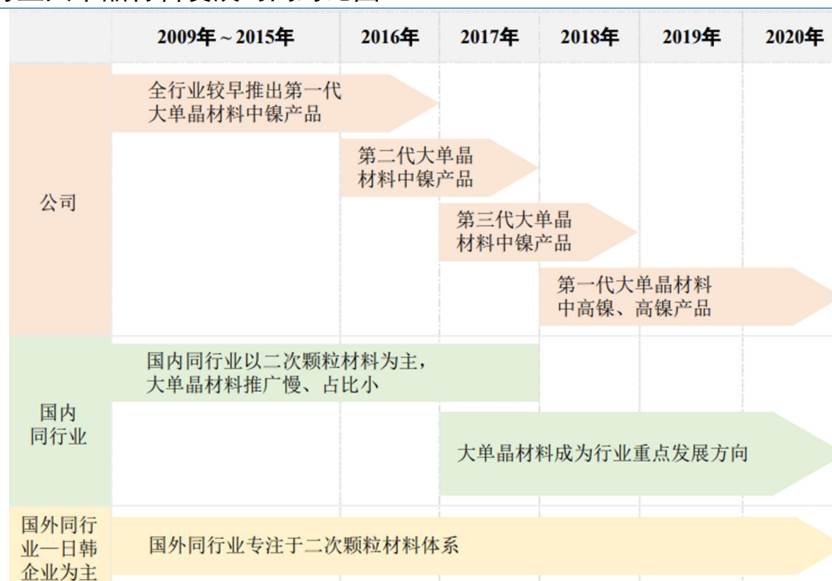 2009年~2015年 2016年 2017年 2018年 2019年 2020年
全行业较早推出第一代
大单晶材料中镍产品
第二代大单晶
材料中镍产品
公司
第三代大单晶
材料中镍产品
第一代大单晶材料
中高镍、高镍产品
国内同行业以二次颗粒材料为主，
大单晶材料推广慢、占比小
国内
同行业
大单晶材料成为行业重点发展方向
国外同行
业—日韩
企业为主
国外同行业专注于二次颗粒材料体系